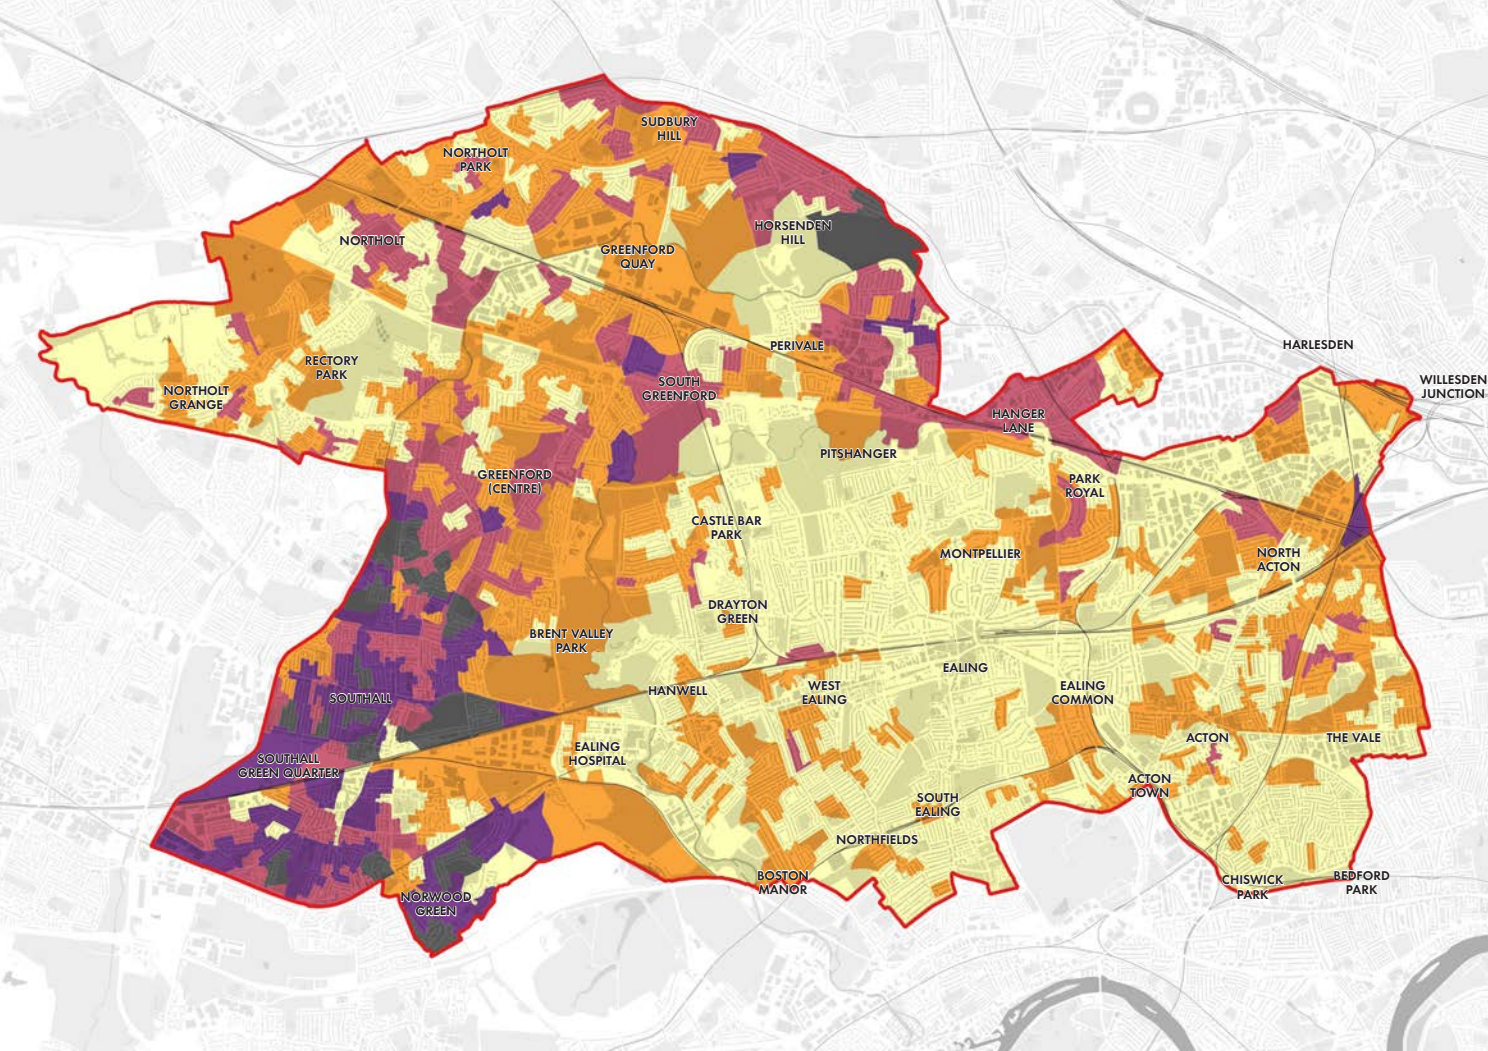 SUDBURY
HILL
NORTHOLT
PARK
HORSENDEN
HILL
NORTHOLT
GREENFORD
QUAY
PERIVALE
HARLESDEN
RECTORY
PARK
NORTHOLT
GRANGE
SOUTH
GREENFORD
WILLESDEN
JUNCTION
HANGER
LANE
PITSHANGER
GREENFORD
(CENTRE)
PARK
ROYAL
CASTLE BAR
PARK
MONTPELLIER
NORTH
ACTON
DRAYTON
GREEN
BRENT VALLEY
PARK
EALING
HANWELL
WEST
EALING
EALING
COMMON
SOUTHALL
ACTON
THE VALE
EALING
HOSPITAL
SOUTHALL
GREEN QUARTER
ACTON
TOWN
SOUTH
EALING
NORTHFIELDS
BOSTON
MANOR
CHISWICK
PARK
BEDFORD
PARK
NORWOOD
GREEN